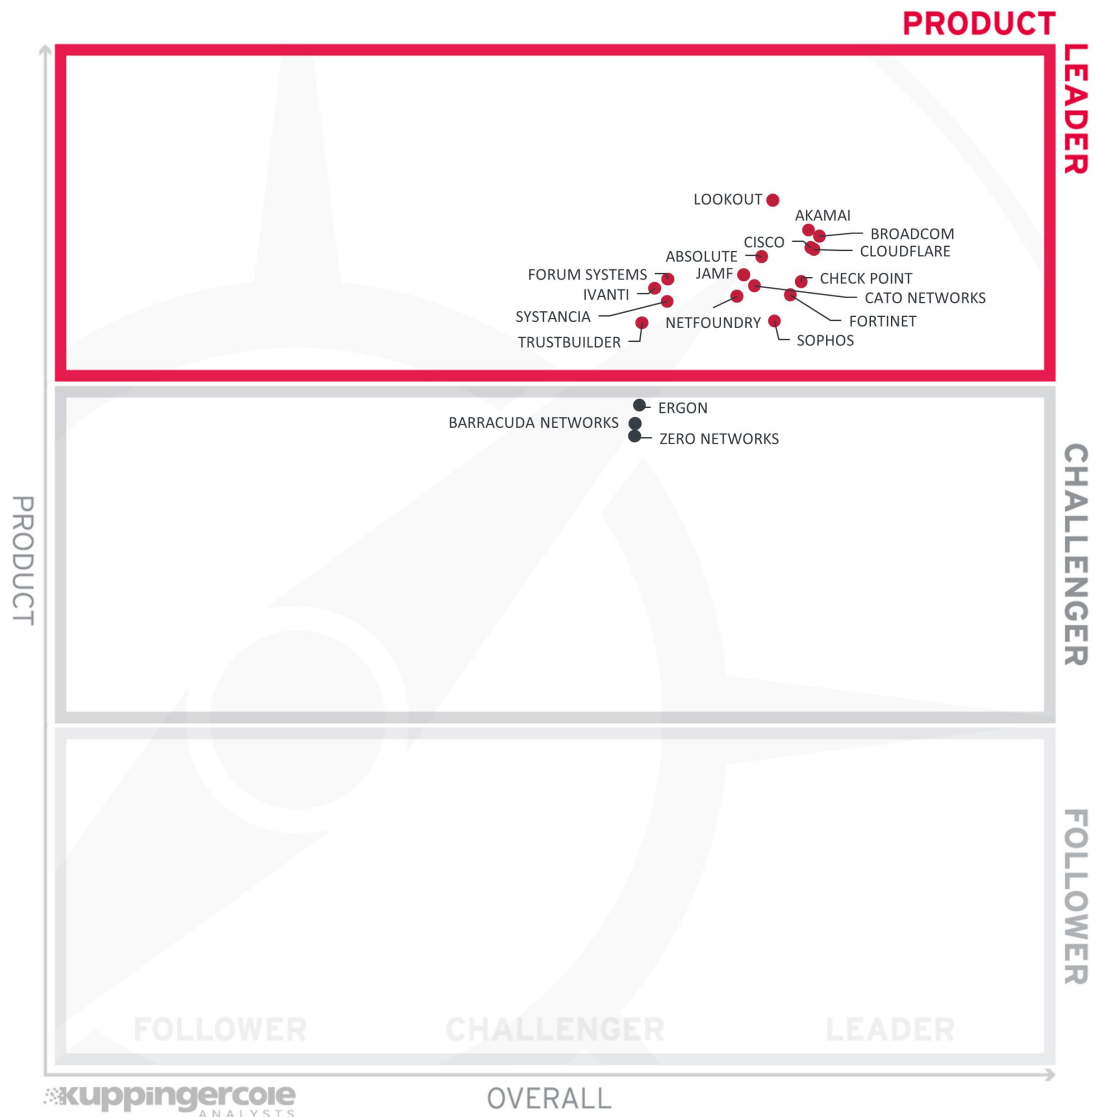 PRODUCT
LEADER
LOOKOUT
AKAMAI
BROADCOM
CISCO
CLOUDFLARE
ABSOLUTE
FORUM SYSTEMS
JAMF
CHECK POINT
IVANTI
CATO NETWORKS
SYSTANCIA
NETFOUNDRY
FORTINET
TRUSTBUILDER
SOPHOS
ERGON
BARRACUDA NETWORKS
ZERO NETWORKS
CHALLENGER
PRODUCT
FOLLOWER
FOLLOWER
CHALLENGER
LEADER
kuppingercole
ANALYSTS
OVERALL